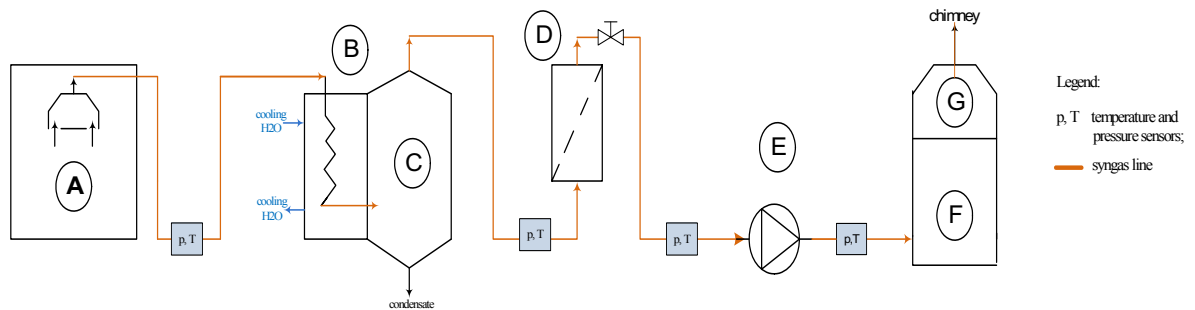 chimney
B
D
G
Legend:
cooling
H2O
p, T temperature and
pressure sensors;
E
C
A
syngas line
cooling
H2O
F
p, T
p, T
p, T
p,T
condensate